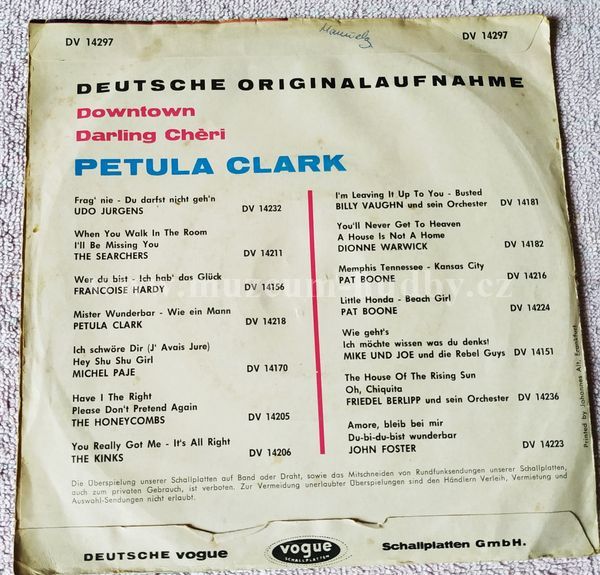 DV 14297
DV 14297
DEUTSCHE ORIGINALAUFNAHME
Downtown
Darling Chèri
PETULA CLARK
Frag' nie - Du darfst nicht geh'n
UDO JURGENS DV 14232
When You Walk In The Room
I'll Be Missing You
THE SEARCHERS DV 14211
Wer du bist - Ich hab' das Glück
FRANCOISE HARDY DV 14156
Mister Wunderbar - Wie ein Mann
PETULA CLARK DV 14218
Ich schwöre Dir (J' Avais Jure)
Hey Shu Shu Girl
MICHEL PAJE DV 14170
Have I The Right
Please Don't Pretend Again
THE HONEYCOMBS DV 14205
You Really Got Me - It's All Right
THE KINKS DV 14206
I'm Leaving It Up To You - Busted
BILLY VAUGHN und sein Orchester DV 14181
You'll Never Get To Heaven
A House Is Not A Home
DIONNE WARWICK DV 14182
Memphis Tennessee - Kansas City
PAT BOONE DV 14216
Little Honda - Beach Girl
PAT BOONE DV 14224
Wie geht's
Ich möchte wissen was du denks!
MIKE UND JOE und die Rebel Guys DV 14151
The House Of The Rising Sun
Oh, Chiquita
FRIEDEL BERLIPP und sein Orchester DV 14236
Amore, bleib bei mir
Du-bi-du-bist wunderbar
JOHN FOSTER DV 14223
Printed by Johannes Alt, Frankfurt
Die Überspielung unserer Schallplatten auf Band oder Draht, sowie das Mitschneiden von Rundfunksendungen unserer Schallplatten,
auch zum privaten Gebrauch, ist verboten. Zur Vermeidung unerlaubter Überspielungen sind den Händlern Verleih, Vermietung und
Auswahl-Sendungen nicht erlaubt.
DEUTSCHE vogue
vogue
SCHALLPLATTEN
Schallplatten GmbH.